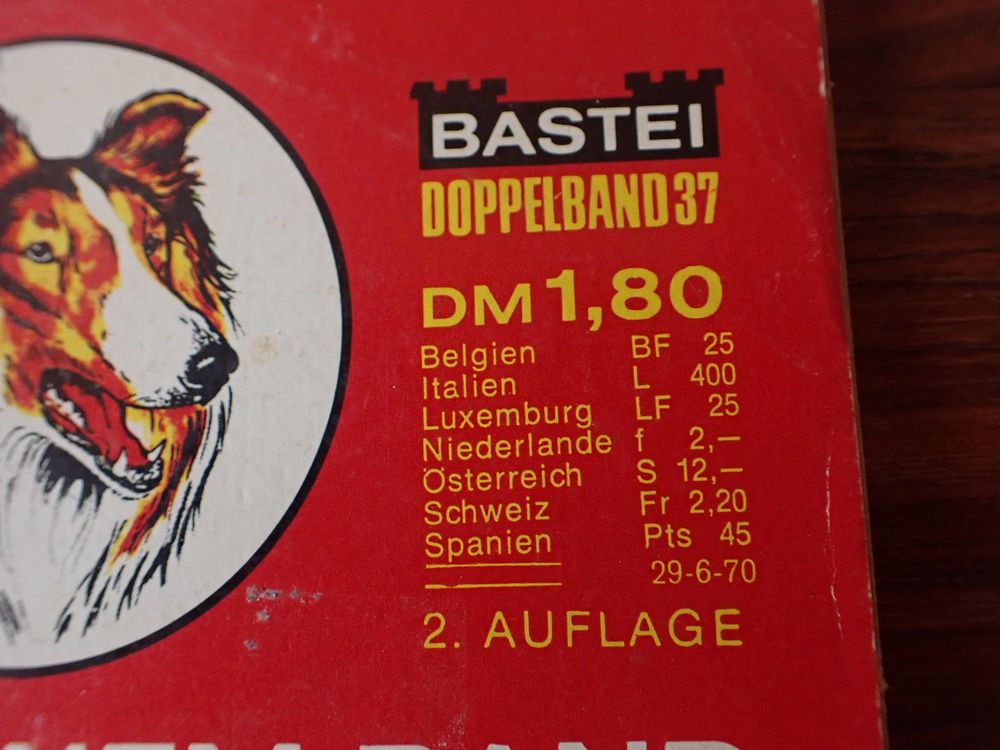 BASTEI
DOPPELBAND 37
DM 1,80
Belgien BF 25
Italien L 400
Luxemburg LF 25
Niederlande f 2,—
Österreich S 12,—
Schweiz Fr 2,20
Spanien Pts 45
29-6-70
2. AUFLAGE
BAND